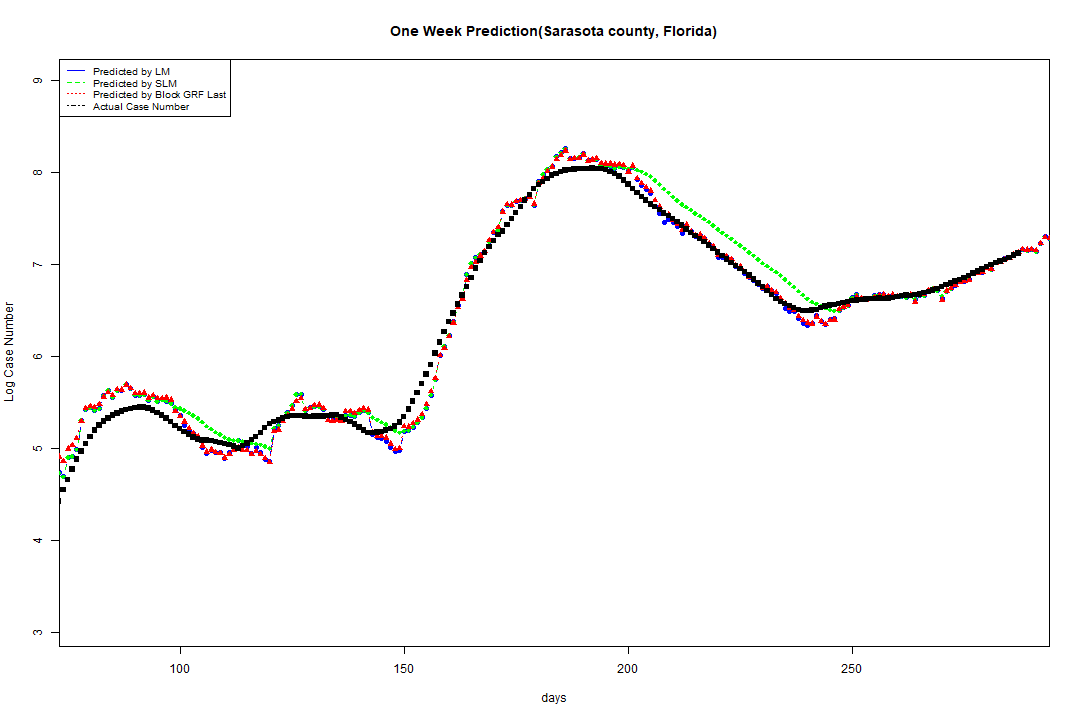 One Week Prediction(Sarasota county, Florida)
Predicted by LM
Predicted by SLM
Predicted by Block GRF Last
Actual Case Number
9
8
7
6
5
4
3
Log Case Number
100 150 200 250
days